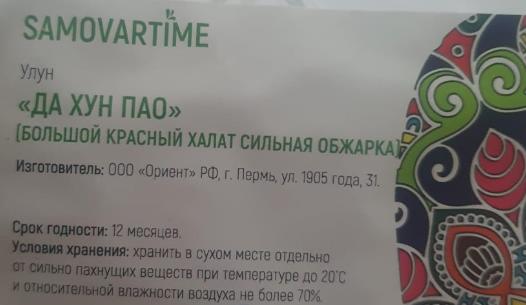 SAMOVARTIME
Улун
«ДА ХУН ПАО»
(БОЛЬШОЙ КРАСНЫЙ ХАЛАТ СИЛЬНАЯ ОБЖАРКА)
Изготовитель: ООО «Ориент» РФ, г. Пермь, ул. 1905 года, 31.
Срок годности: 12 месяцев.
Условия хранения: хранить в сухом месте отдельно
от сильно пахнущих веществ при температуре до 20°С
и относительной влажности воздуха не более 70%.